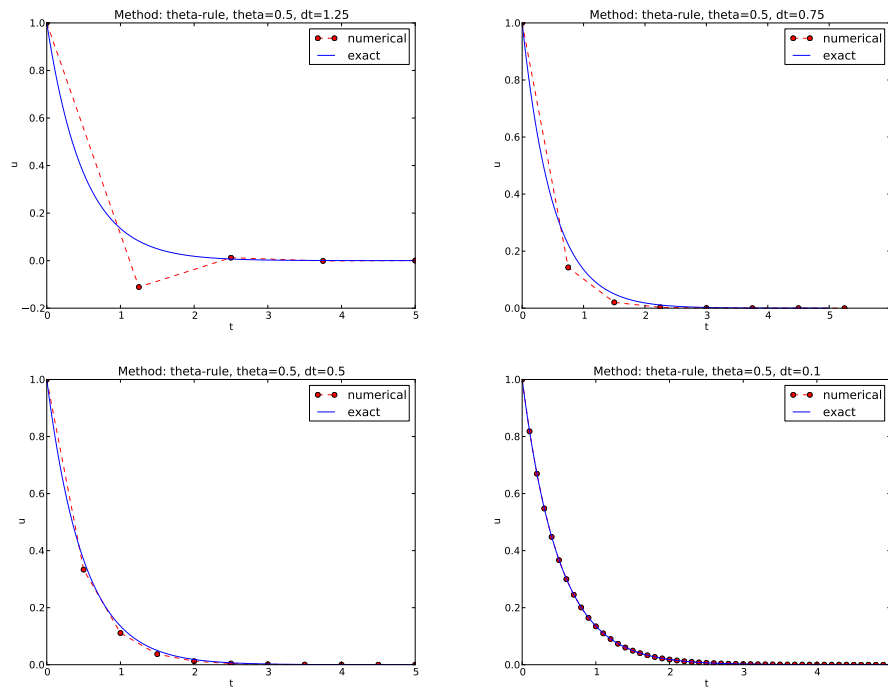 Method: theta-rule, theta=0.5, dt=1.25
numerical
exact
1.0
0.8
0.6
0.4
0.2
0.0
−0.2
u
0 1 2 3 4 5
t
Method: theta-rule, theta=0.5, dt=0.75
numerical
exact
1.0
0.8
0.6
0.4
0.2
0.0
u
0 1 2 3 4 5
t
Method: theta-rule, theta=0.5, dt=0.5
numerical
exact
1.0
0.8
0.6
0.4
0.2
0.0
u
0 1 2 3 4 5
t
Method: theta-rule, theta=0.5, dt=0.1
numerical
exact
1.0
0.8
0.6
0.4
0.2
0.0
u
0 1 2 3 4
t